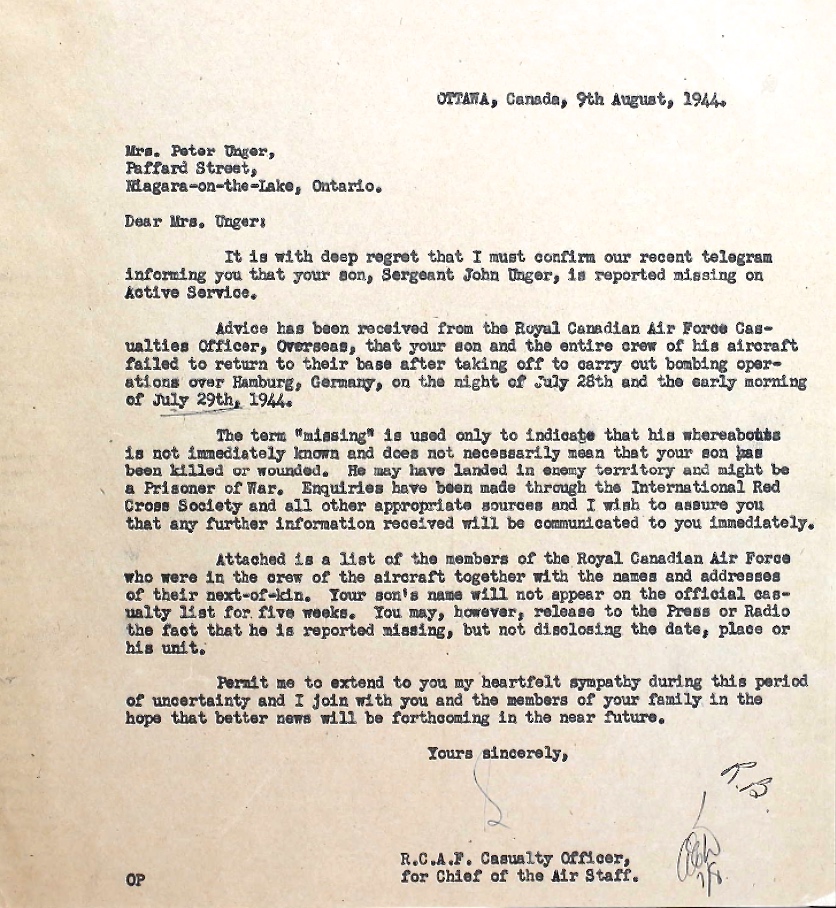 OTTAWA, Canada, 9th August, 1944.
Mrs. Peter Unger,
Paffard Street,
Niagara-on-the-Lake, Ontario.
Dear Mrs. Unger:
It is with deep regret that I must confirm our recent telegram
informing you that your son, Sergeant John Unger, is reported missing on
Active Service.
Advice has been received from the Royal Canadian Air Force Cas-
ualties Officer, Overseas, that your son and the entire crew of his aircraft
failed to return to their base after taking off to carry out bombing oper-
ations over Hamburg, Germany, on the night of July 28th and the early morning
of July 29th, 1944.
The term "missing" is used only to indicate that his whereabouts
is not immediately known and does not necessarily mean that your son has
been killed or wounded. He may have landed in enemy territory and might be
a Prisoner of War. Enquiries have been made through the International Red
Cross Society and all other appropriate sources and I wish to assure you
that any further information received will be communicated to you immediately.
Attached is a list of the members of the Royal Canadian Air Force
who were in the crew of the aircraft together with the names and addresses
of their next-of-kin. Your son's name will not appear on the official cas-
ualty list for five weeks. You may, however, release to the Press or Radio
the fact that he is reported missing, but not disclosing the date, place or
his unit.
Permit me to extend to you my heartfelt sympathy during this period
of uncertainty and I join with you and the members of your family in the
hope that better news will be forthcoming in the near future.
Yours sincerely,
R.B.
R.C.A.F. Casualty Officer,
for Chief of the Air Staff.
OP